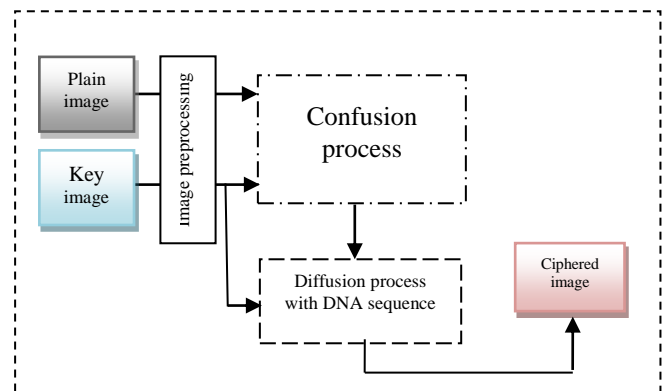 Plain
image
Key
image
Image preprocessing
Confusion
process
Diffusion process
with DNA sequence
Ciphered
image